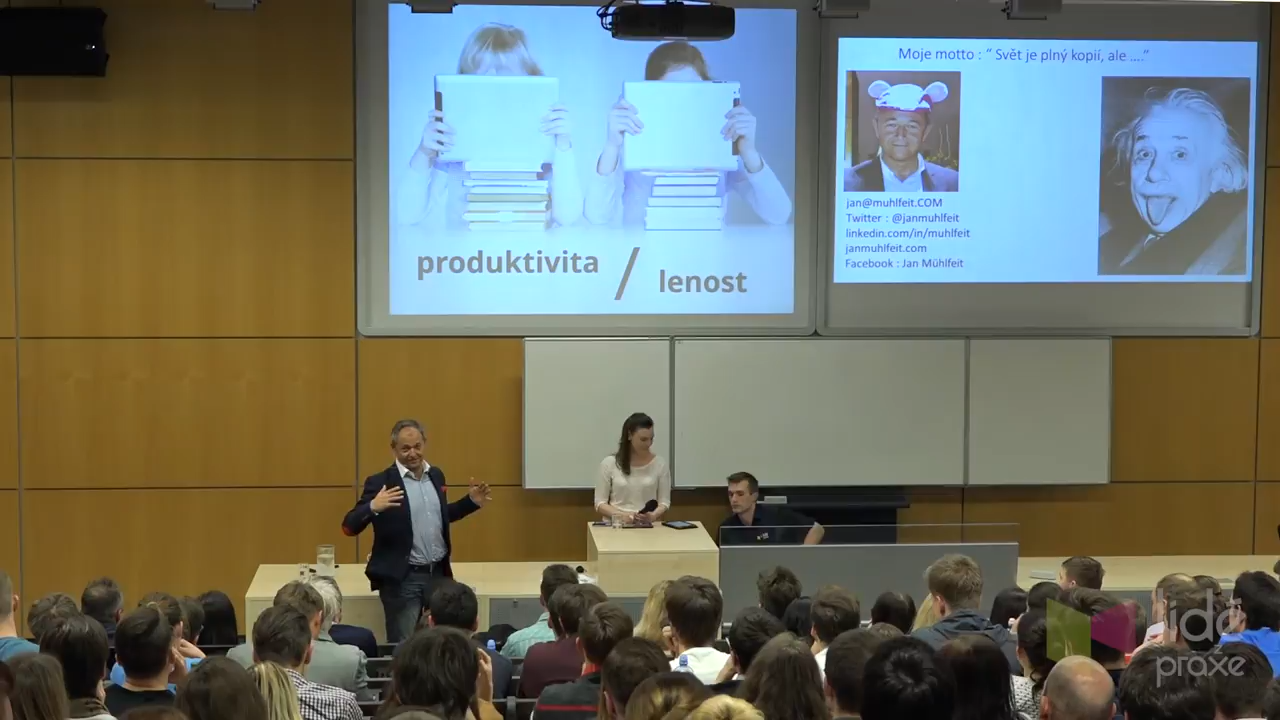 produktivita / lenost
Moje motto : “ Svět je plný kopií, ale ….”
jan@muhlfeit.COM
Twitter : @janmuhlfeit
linkedin.com/in/muhlfeit
janmuhlfeit.com
Facebook : Jan Mühlfeit
lidé
praxe